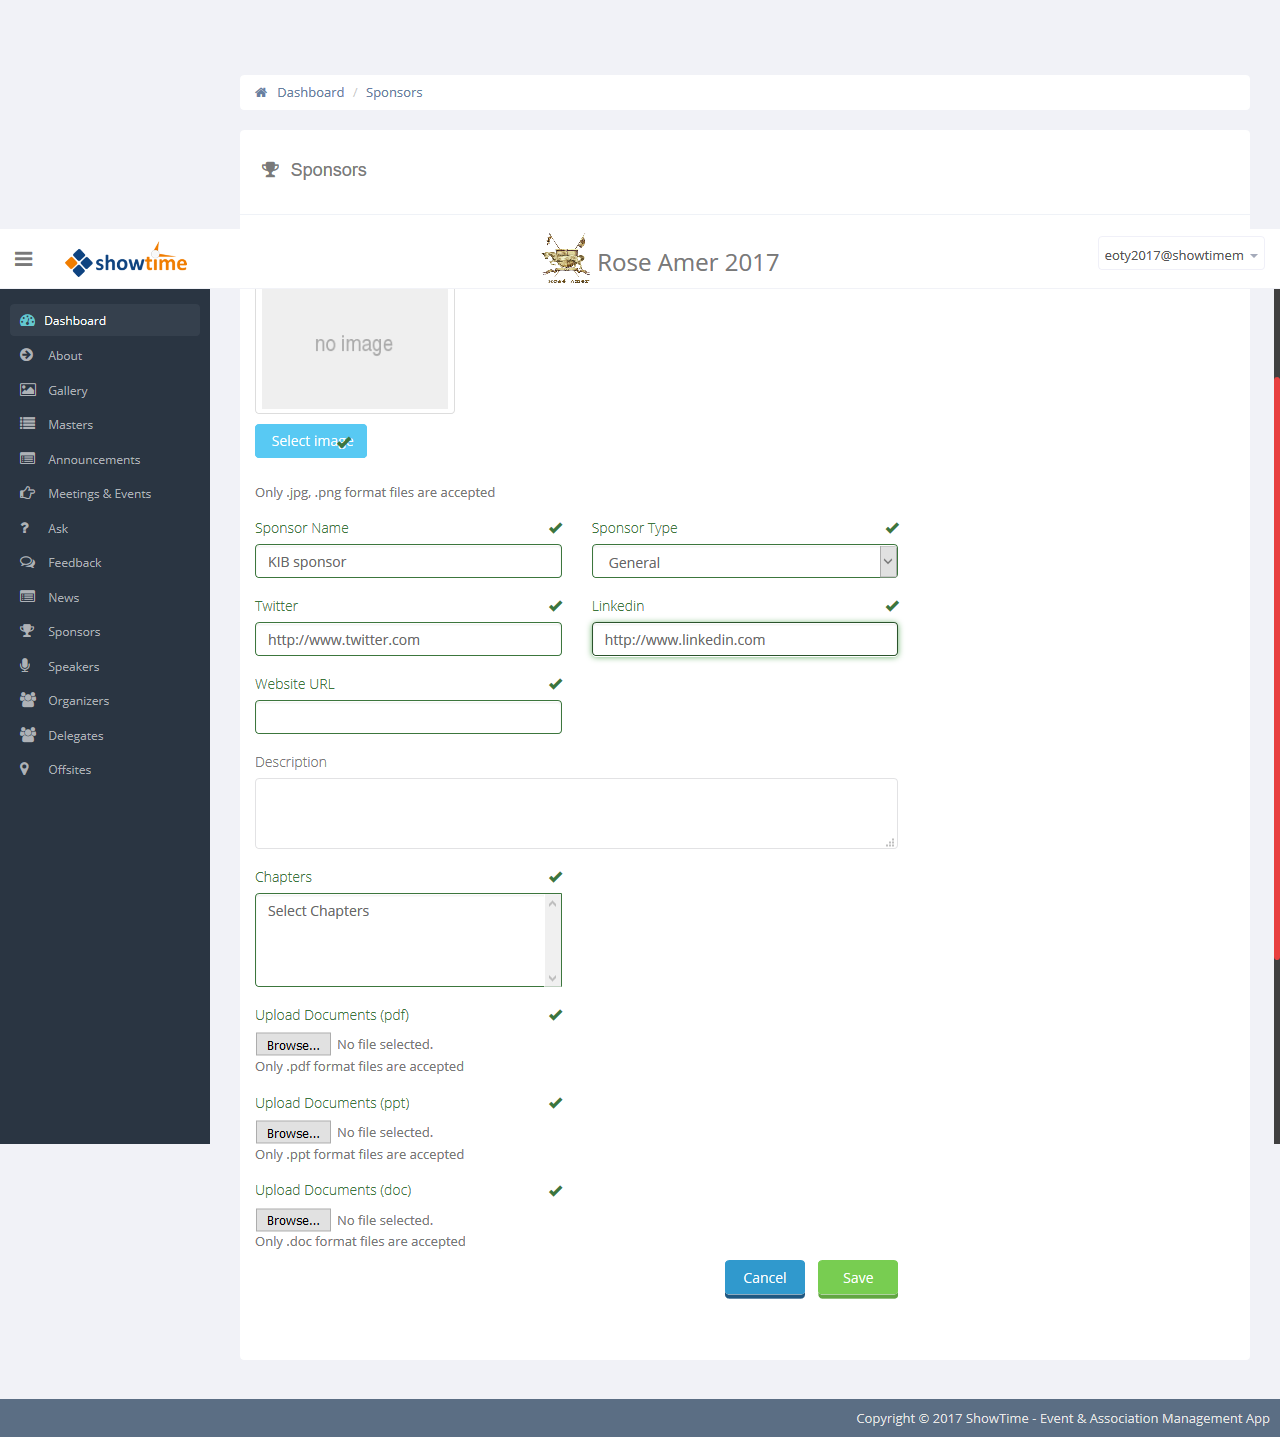 Dashboard / Sponsors
Sponsors
showtime
Rose Amer 2017
eoty2017@showtimem
Dashboard
About
Gallery
Masters
Announcements
Meetings & Events
Ask
Feedback
News
Sponsors
Speakers
Organizers
Delegates
Offsites
no image
Select image
Only .jpg, .png format files are accepted
Sponsor Name
Sponsor Type
KIB sponsor
General
Twitter
Linkedin
http://www.twitter.com
http://www.linkedin.com
Website URL
Description
Chapters
Select Chapters
Upload Documents (pdf)
Browse... No file selected.
Only .pdf format files are accepted
Upload Documents (ppt)
Browse... No file selected.
Only .ppt format files are accepted
Upload Documents (doc)
Browse... No file selected.
Only .doc format files are accepted
Cancel
Save
Copyright © 2017 ShowTime - Event & Association Management App